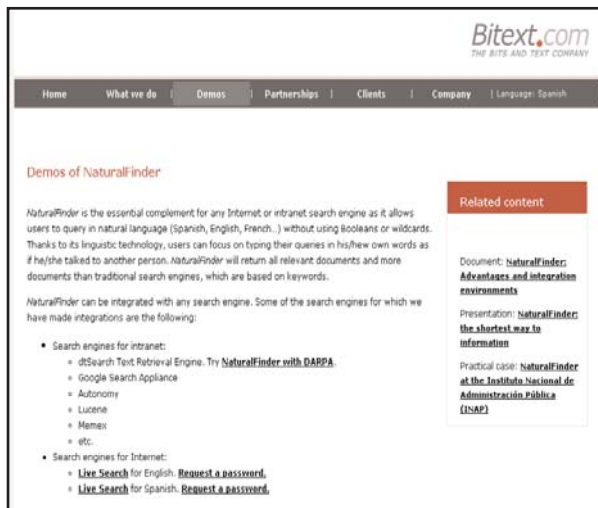 Bitext.com
THE BITS AND TEXT COMPANY
Home | What we do | Demos | Partnerships | Clients | Company | Language: Spanish
Demos of NaturalFinder
NaturalFinder is the essential complement for any Internet or intranet search engine as it allows
users to query in natural language (Spanish, English, French..) without using Booleans or wildcards.
Thanks to its linguistic technology, users can focus on typing their queries in his/hew own words as
if he/she talked to another person. NaturalFinder will return all relevant documents and more
documents than traditional search engines, which are based on keywords.
NaturalFinder can be integrated with any search engine. Some of the search engines for which we
have made integrations are the following:
Search engines for intranet:
dtSearch Text Retrieval Engine. Try NaturalFinder with DARPA.
Google Search Appliance
Autonomy
Lucene
Memex
etc.
Search engines for Internet:
Live Search for English. Request a password.
Live Search for Spanish. Request a password.
Related content
Document: NaturalFinder:
Advantages and integration
environments
Presentation: NaturalFinder:
the shortest way to
information
Practical case: NaturalFinder
at the Instituto Nacional de
Administración Pública
(INAP)